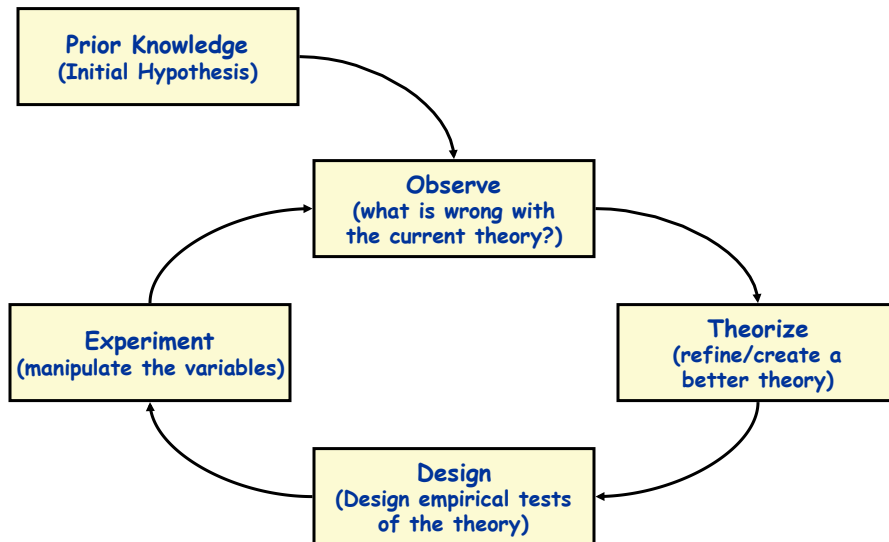 Prior Knowledge
(Initial Hypothesis)
Observe
(what is wrong with
the current theory?)
Experiment
(manipulate the variables)
Theorize
(refine/create a
better theory)
Design
(Design empirical tests
of the theory)